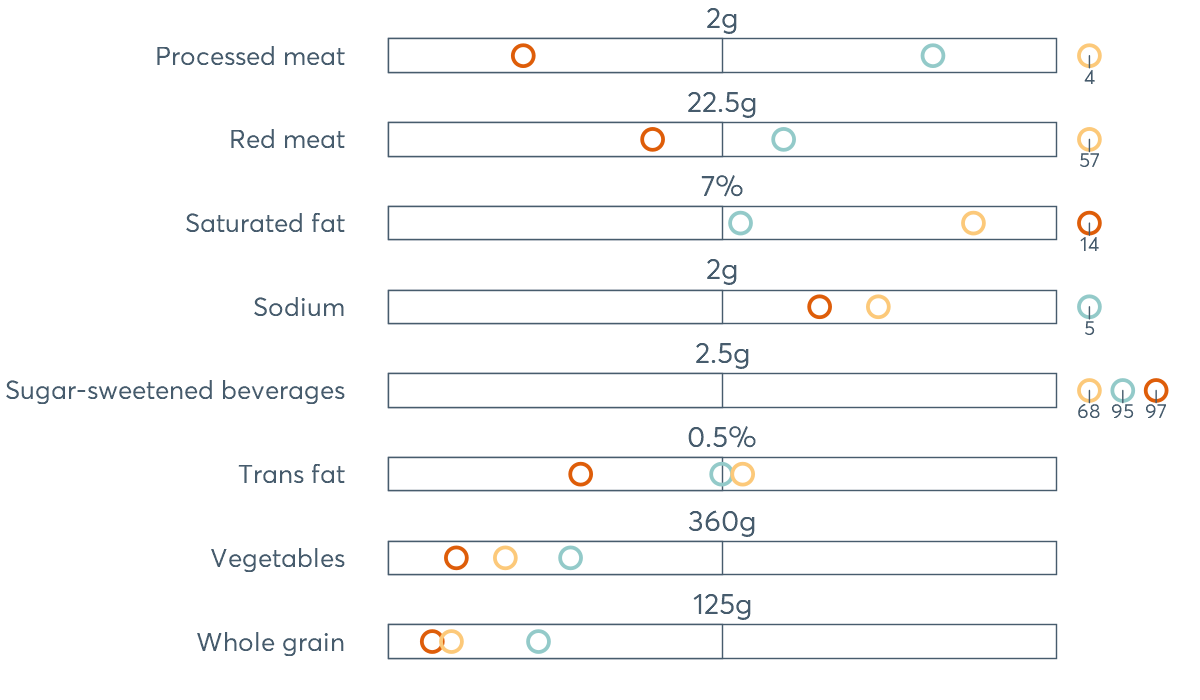 2g
Processed meat
4
22.5g
Red meat
57
7%
Saturated fat
14
2g
Sodium
5
2.5g
Sugar-sweetened beverages
68 95 97
0.5%
Trans fat
360g
Vegetables
125g
Whole grain